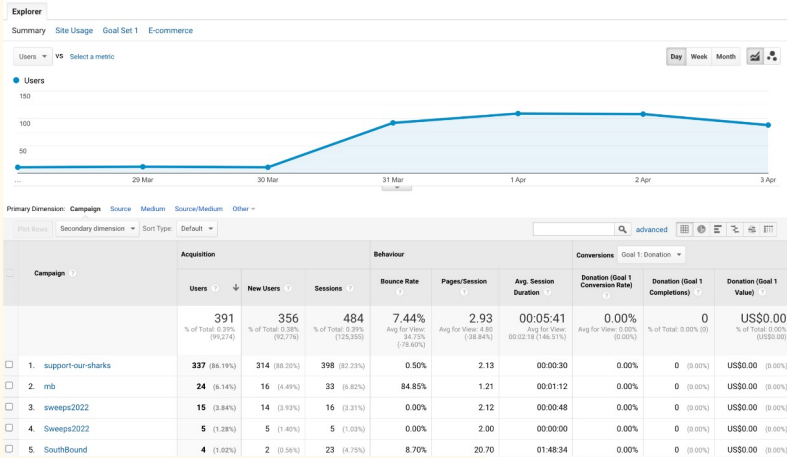 Explorer
Summary Site Usage Goal Set 1 E-commerce
Users VS Select a metric Day Week Month
Users
150
100
50
... 29 Mar 30 Mar 31 Mar 1 Apr 2 Apr 3 Apr
Primary Dimension: Campaign Source Medium Source/Medium Other
Plot Rows Secondary dimension Sort Type: Default advanced
Acquisition Behaviour Conversions Goal 1: Donation
Campaign ? Users ? New Users ? Sessions ? Bounce Rate ? Pages/Session ? Avg. Session Duration ? Donation (Goal 1 Conversion Rate) ? Donation (Goal 1 Completions) ? Donation (Goal 1 Value) ?
391 356 484 7.44% 2.93 00:05:41 0.00% 0 US$0.00
% of Total: 0.39% (99,274) % of Total: 0.38% (92,776) % of Total: 0.39% (125,355) Avg for View: 34.75% (-78.60%) Avg for View: 4.80 (-38.84%) Avg for View: 00:02:18 (146.51%) Avg for View: 0.00% (0.00%) % of Total: 0.00% (0) % of Total: 0.00% (US$0.00)
1. support-our-sharks 337 (86.19%) 314 (88.20%) 398 (82.23%) 0.50% 2.13 00:00:30 0.00% 0 (0.00%) US$0.00 (0.00%)
2. mb 24 (6.14%) 16 (4.49%) 33 (6.82%) 84.85% 1.21 00:01:12 0.00% 0 (0.00%) US$0.00 (0.00%)
3. sweeps2022 15 (3.84%) 14 (3.93%) 16 (3.31%) 0.00% 2.12 00:00:48 0.00% 0 (0.00%) US$0.00 (0.00%)
4. Sweeps2022 5 (1.28%) 5 (1.40%) 5 (1.03%) 0.00% 2.00 00:00:00 0.00% 0 (0.00%) US$0.00 (0.00%)
5. SouthBound 4 (1.02%) 2 (0.56%) 23 (4.75%) 8.70% 20.70 01:48:34 0.00% 0 (0.00%) US$0.00 (0.00%)